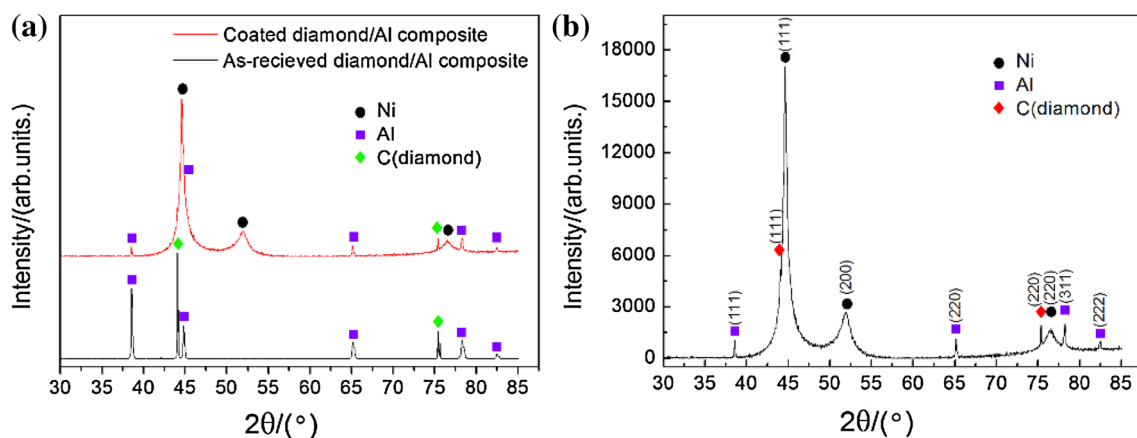 (a)
Coated diamond/Al composite
As-recieved diamond/Al composite
Ni
Al
C(diamond)
Intensity/(arb.units.)
30 35 40 45 50 55 60 65 70 75 80 85
2θ/(°)
(b)
18000
15000
12000
9000
6000
3000
0
Intensity/(arb.units.)
(111)
Ni
Al
C(diamond)
(111)
(111)
(200)
(220)
(220)
(220)
(311)
(222)
30 35 40 45 50 55 60 65 70 75 80 85
2θ/(°)